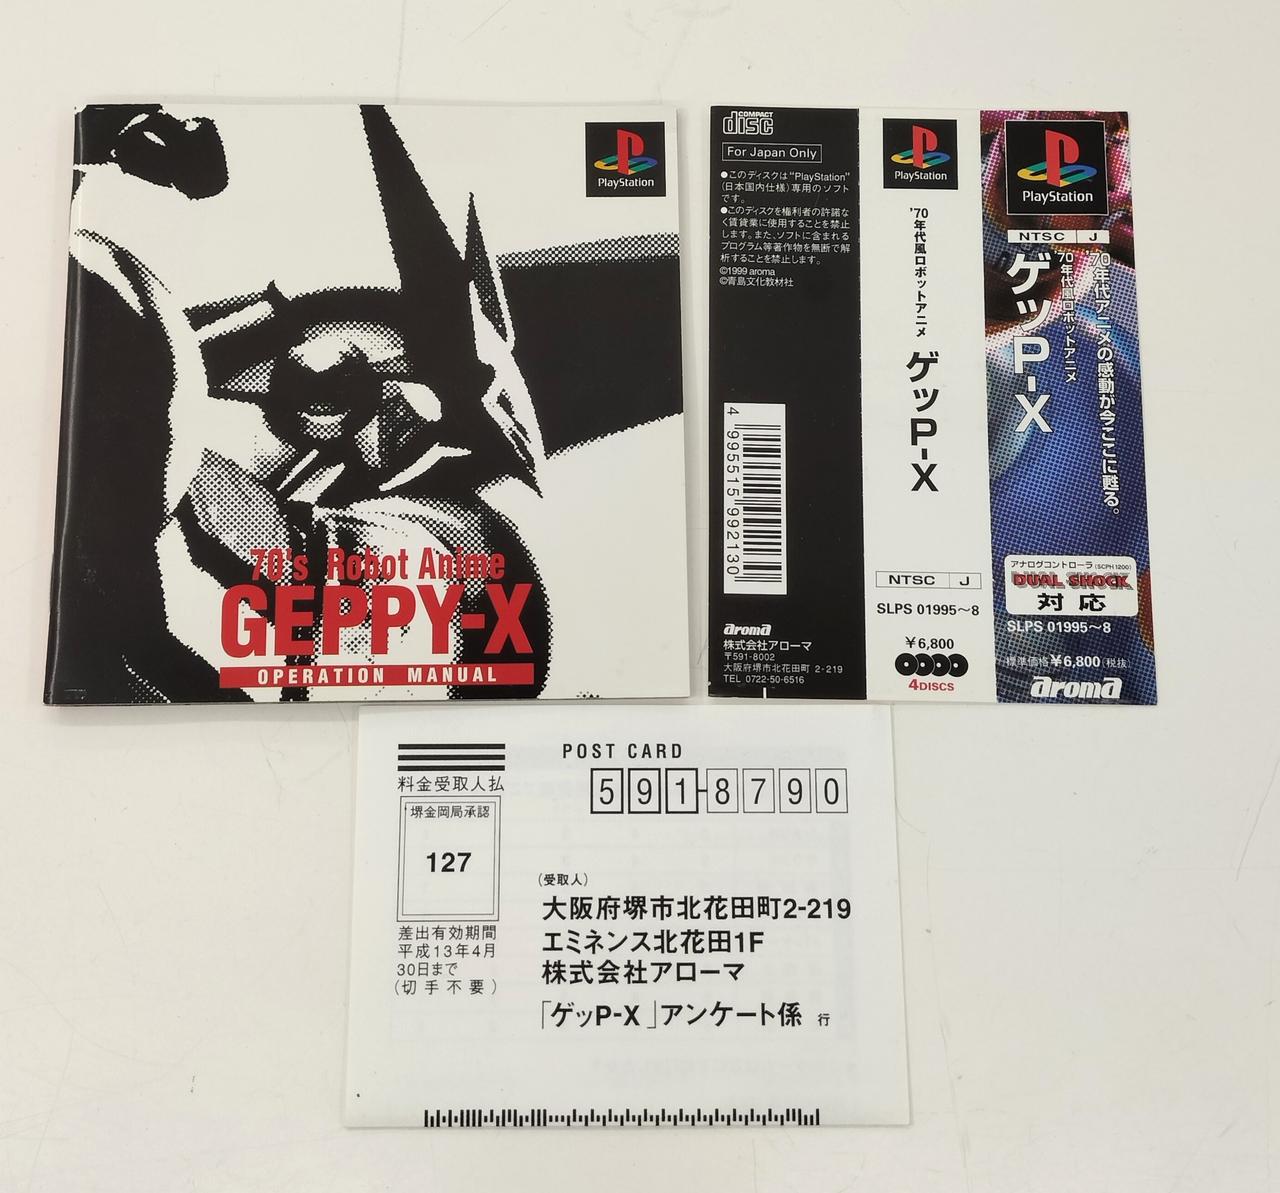 PlayStation
70's Robot Anime
GEPPY-X
OPERATION MANUAL
COMPACT
disc
For Japan Only
●このディスクは"PlayStation"
(日本国内仕様)専用のソフト
です。
●このディスクを権利者の許諾な
く賃貸業に使用することを禁止
します。また、ソフトに含まれる
プログラム等著作物を無断で解
析することを禁止します。
©1999 aroma
©青島文化教材社
4 995515 992130
aroma
株式会社アローマ
〒591-8002
大阪府堺市北花田町 2-219
TEL 0722-50-6516
PlayStation
'70年代風ロボットアニメ
ゲッP-X
NTSC J
SLPS 01995〜8
¥6,800
4DISCS
PlayStation
NTSC J
'70年代アニメの感動が今ここに甦る。
'70年代風ロボットアニメ
ゲッP-X
アナログコントローラ(SCPH1200)
DUAL SHOCK
対応
SLPS 01995〜8
標準価格¥6,800(税抜)
aroma
POST CARD
591-8790
料金受取人払
堺金岡局承認
127
差出有効期間
平成13年4月
30日まで
(切手不要)
(受取人)
大阪府堺市北花田町2-219
エミネンス北花田1F
株式会社アローマ
「ゲッP-X」アンケート係 行